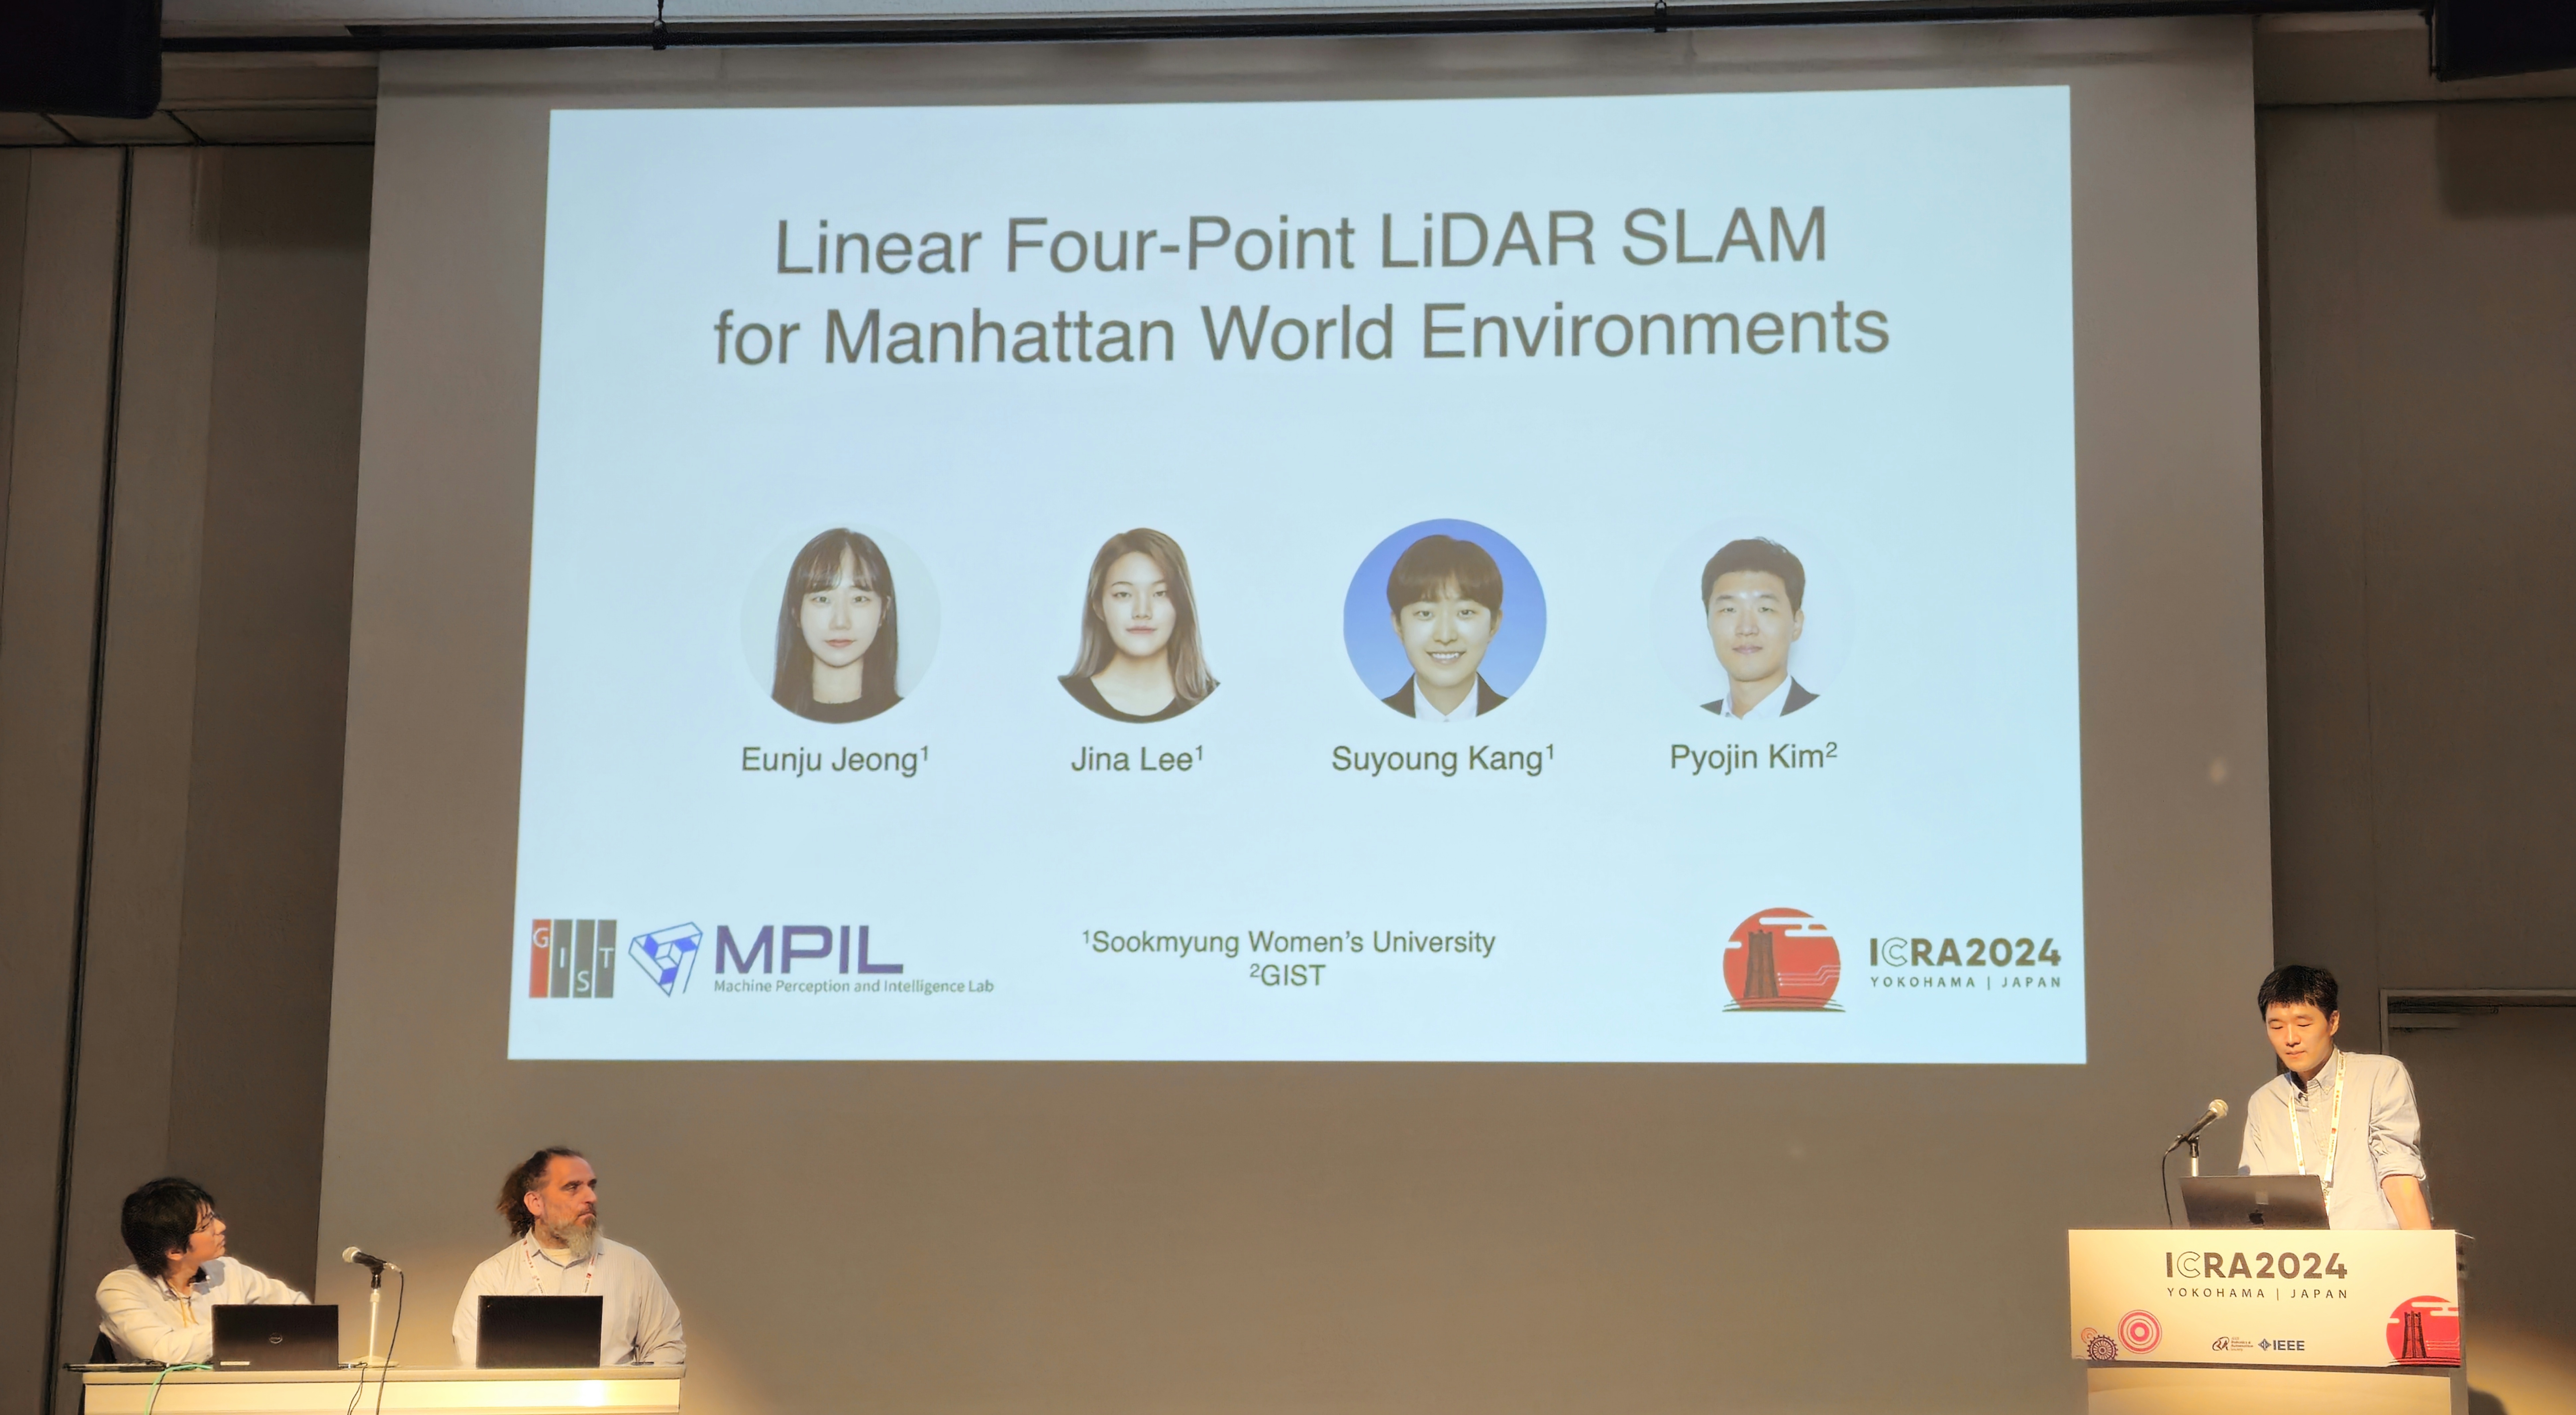 Linear Four-Point LiDAR SLAM
for Manhattan World Environments
Eunju Jeong¹
Jina Lee¹
Suyoung Kang¹
Pyojin Kim²
GIST
MPIL
Machine Perception and Intelligence Lab
¹Sookmyung Women's University
²GIST
ICRA2024
YOKOHAMA | JAPAN
ICRA2024
YOKOHAMA | JAPAN
IEEE